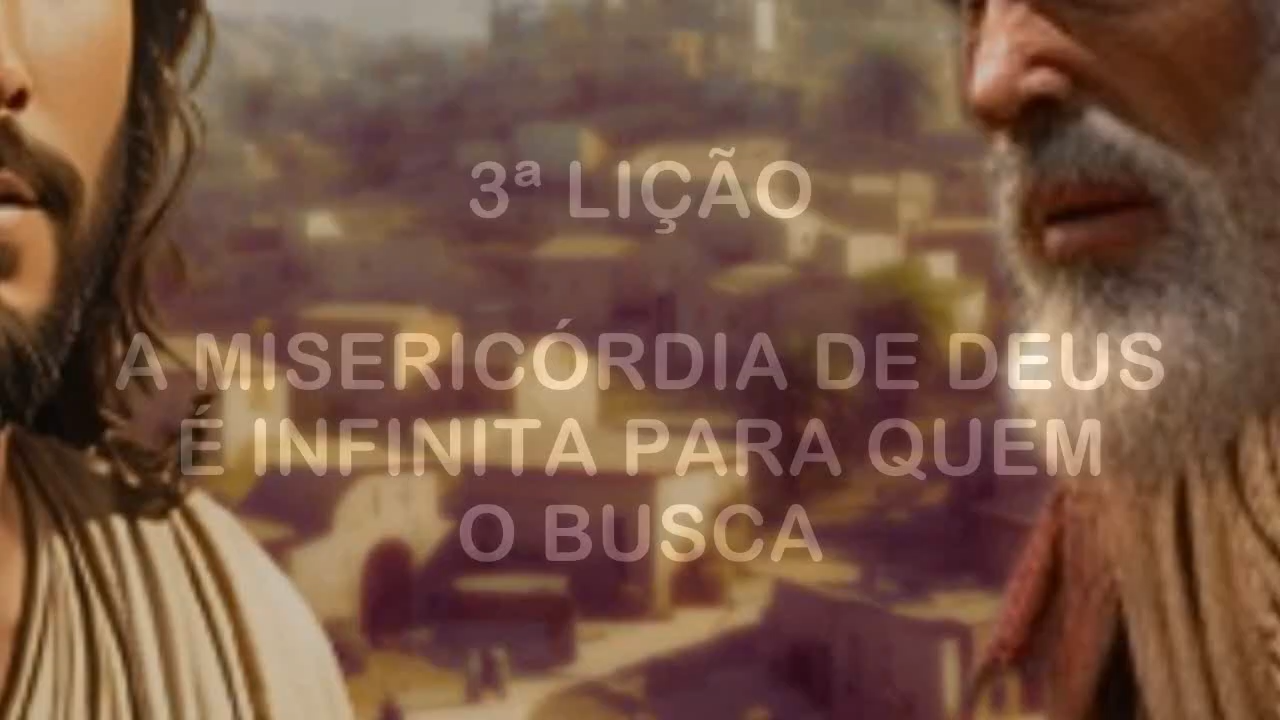 3ª LIÇÃO
A MISERICÓRDIA DE DEUS
É INFINITA PARA QUEM
O BUSCA